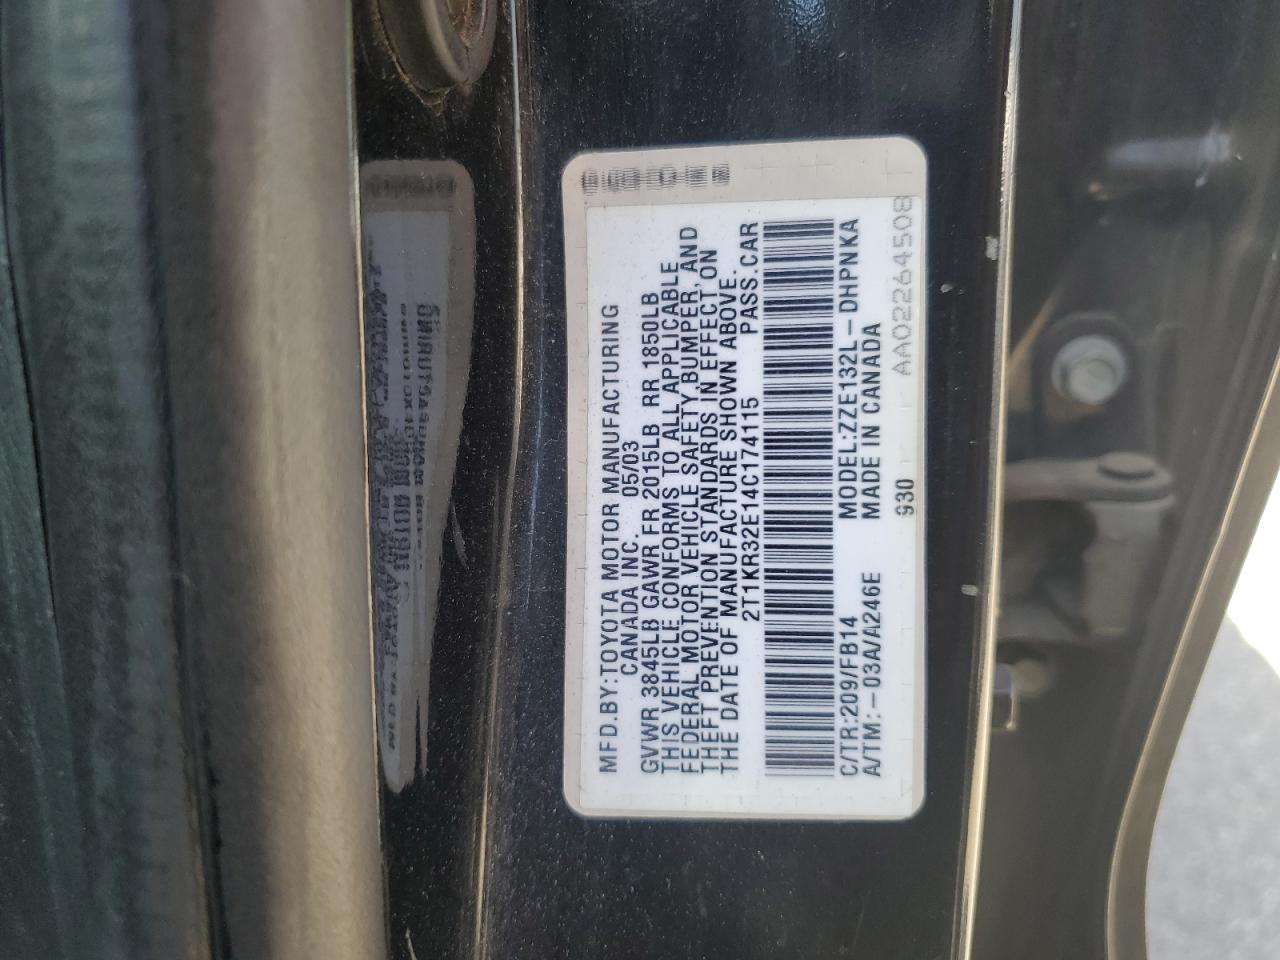 MFD.BY:TOYOTA MOTOR MANUFACTURING
CANADA INC. 05/03
GVWR 3845LB GAWR FR 2015LB RR 1850LB
THIS VEHICLE CONFORMS TO ALL APPLICABLE
FEDERAL MOTOR VEHICLE SAFETY BUMPER, AND
THEFT PREVENTION STANDARDS IN EFFECT ON
THE DATE OF MANUFACTURE SHOWN ABOVE.
2T1KR32E14C174115 PASS.CAR
C/TR:209/FB14 MODEL:ZZE132L-DHPNKA
A/TM:-03A/A246E MADE IN CANADA
930 AA02264508